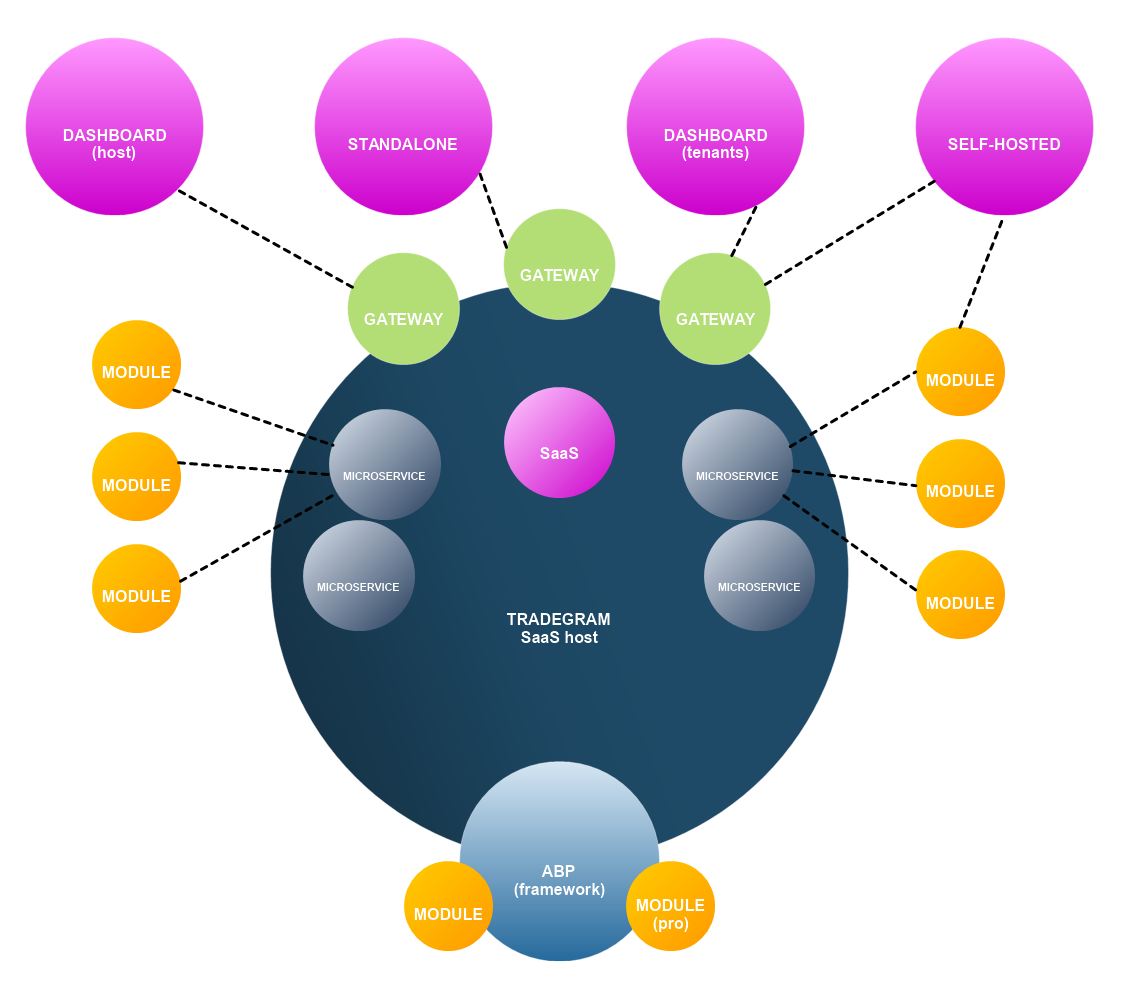 DASHBOARD
(host)
STANDALONE
DASHBOARD
(tenants)
SELF-HOSTED
GATEWAY
GATEWAY
GATEWAY
MODULE
MODULE
SaaS
MICROSERVICE
MICROSERVICE
MODULE
MODULE
MICROSERVICE
MICROSERVICE
MODULE
MODULE
TRADEGRAM
SaaS host
ABP
(framework)
MODULE
MODULE
(pro)